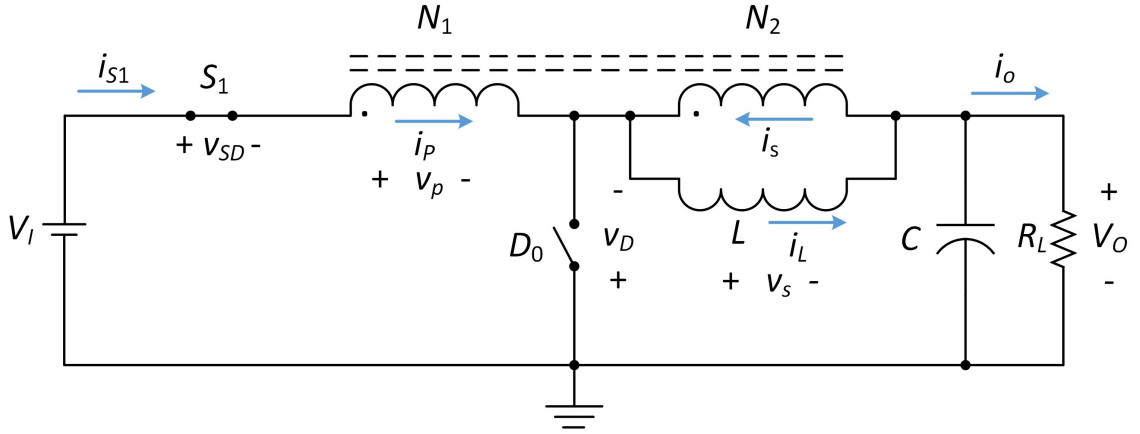 N1 N2
iS1 S1 io
+ vSD - iP is
+ vp -
- +
VI D0 vD L iL C RL VO
+ + vs - -